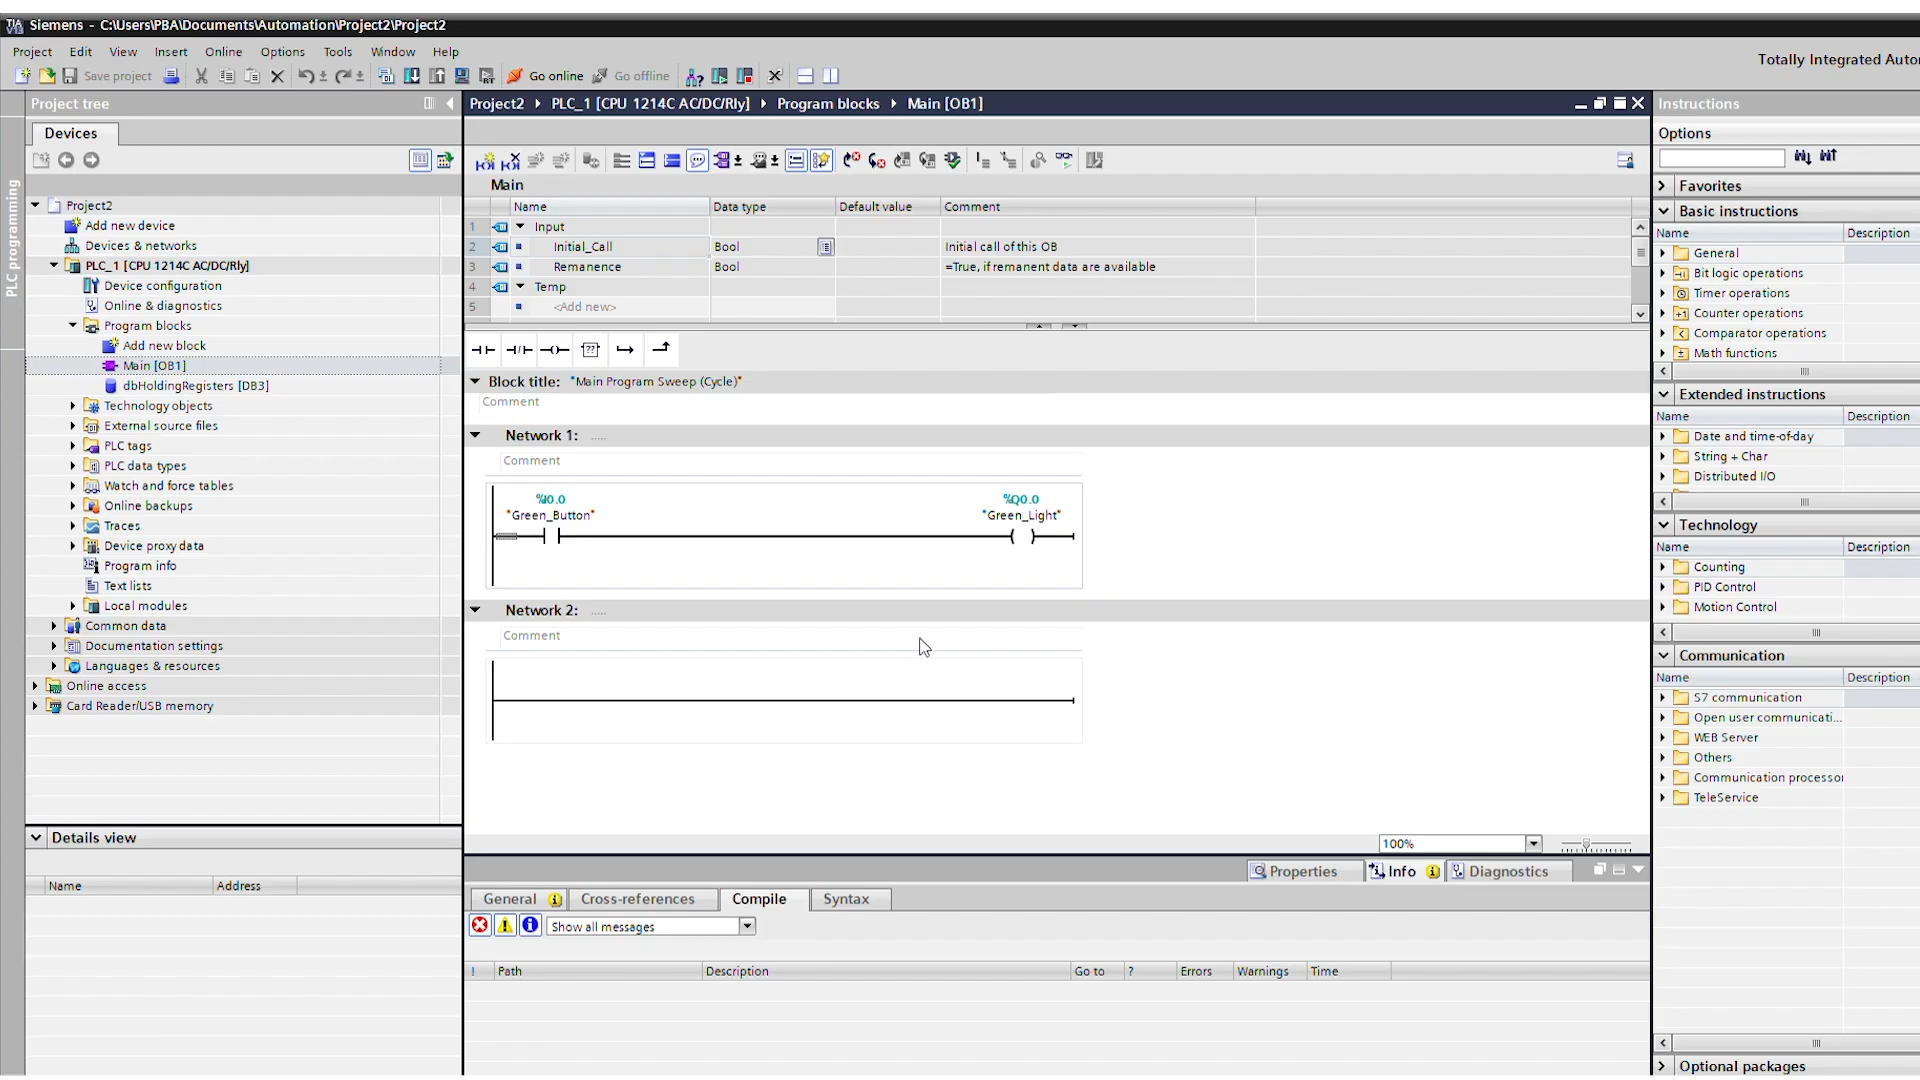 TIA V13 Siemens - C:\Users\PBA\Documents\Automation\Project2\Project2
Project Edit View Insert Online Options Tools Window Help
Totally Integrated Auto
Save project Go online Go offline
Project tree
Devices
PLC programming
Project2
Add new device
Devices & networks
PLC_1 [CPU 1214C AC/DC/Rly]
Device configuration
Online & diagnostics
Program blocks
Add new block
Main [OB1]
dbHoldingRegisters [DB3]
Technology objects
External source files
PLC tags
PLC data types
Watch and force tables
Online backups
Traces
Device proxy data
Program info
Text lists
Local modules
Common data
Documentation settings
Languages & resources
Online access
Card Reader/USB memory
Details view
Name Address
Project2 PLC_1 [CPU 1214C AC/DC/Rly] Program blocks Main [OB1]
Main
Name Data type Default value Comment
1 Input
2 Initial_Call Bool Initial call of this OB
3 Remanence Bool =True, if remanent data are available
4 Temp
5 <Add new>
??
Block title: "Main Program Sweep (Cycle)"
Comment
Network 1: .....
Comment
%I0.0 %Q0.0
"Green_Button" "Green_Light"
Network 2: .....
Comment
100%
Properties Info Diagnostics
General Cross-references Compile Syntax
Show all messages
! Path Description Go to ? Errors Warnings Time
Instructions
Options
Favorites
Basic instructions
Name Description
General
Bit logic operations
Timer operations
Counter operations
Comparator operations
Math functions
Extended instructions
Name Description
Date and time-of-day
String + Char
Distributed I/O
Technology
Name Description
Counting
PID Control
Motion Control
Communication
Name Description
S7 communication
Open user communicati...
WEB Server
Others
Communication processor
TeleService
Optional packages